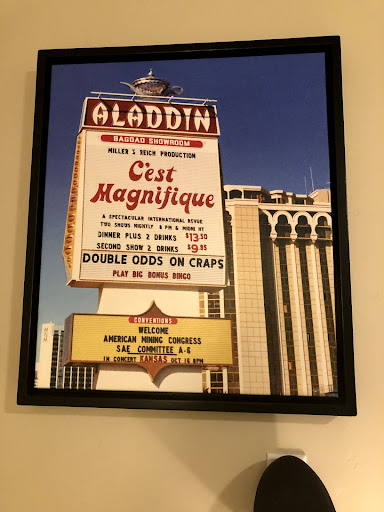 ALADDIN
BAGDAD SHOWROOM
MILLER & REICH PRODUCTION
C'est
Magnifique
A SPECTACULAR INTERNATIONAL REVUE
TWO SHOWS NIGHTLY 8 PM & MIDNIT
DINNER PLUS 2 DRINKS $13.50
SECOND SHOW 2 DRINKS $9.95
DOUBLE ODDS ON CRAPS
PLAY BIG BONUS BINGO
CONVENTIONS
WELCOME
AMERICAN MINING CONGRESS
SAE COMMITTEE A-6
IN CONCERT KANSAS OCT 16 8PM